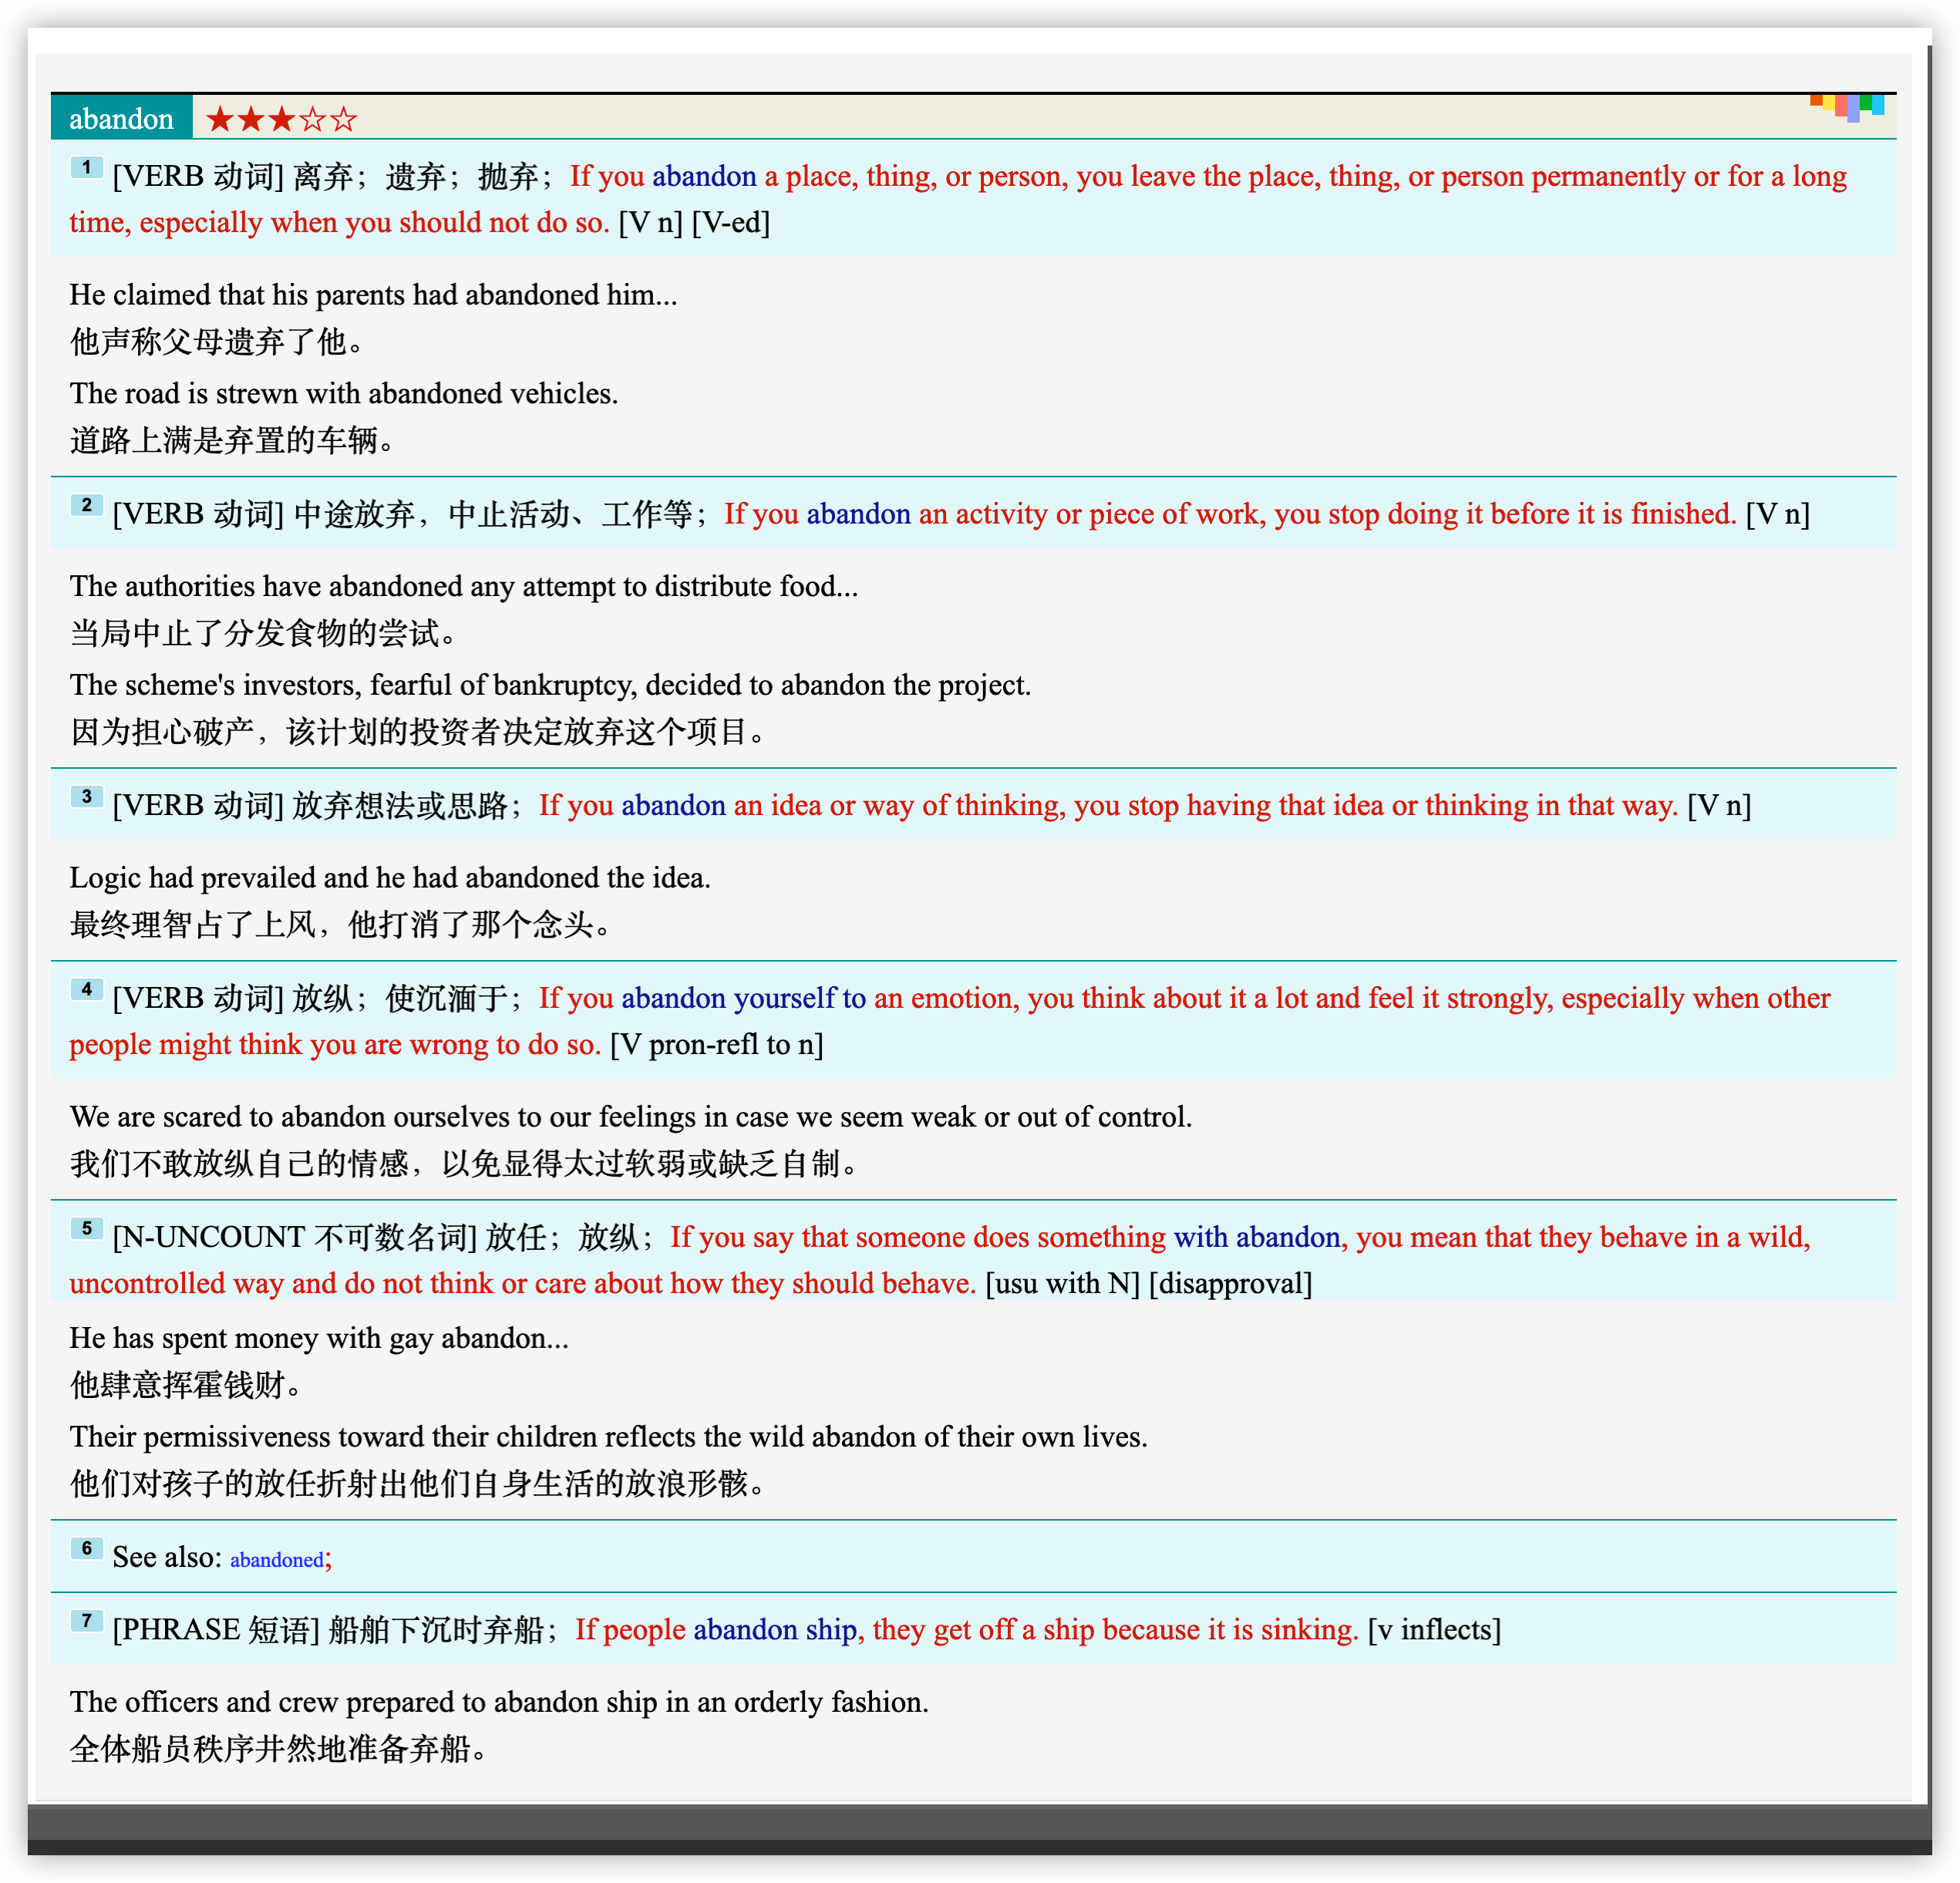 abandon ★★★☆☆
1 [VERB 动词] 离弃；遗弃；抛弃；If you abandon a place, thing, or person, you leave the place, thing, or person permanently or for a long
time, especially when you should not do so. [V n] [V-ed]
He claimed that his parents had abandoned him...
他声称父母遗弃了他。
The road is strewn with abandoned vehicles.
道路上满是弃置的车辆。
2 [VERB 动词] 中途放弃，中止活动、工作等；If you abandon an activity or piece of work, you stop doing it before it is finished. [V n]
The authorities have abandoned any attempt to distribute food...
当局中止了分发食物的尝试。
The scheme's investors, fearful of bankruptcy, decided to abandon the project.
因为担心破产，该计划的投资者决定放弃这个项目。
3 [VERB 动词] 放弃想法或思路；If you abandon an idea or way of thinking, you stop having that idea or thinking in that way. [V n]
Logic had prevailed and he had abandoned the idea.
最终理智占了上风，他打消了那个念头。
4 [VERB 动词] 放纵；使沉湎于；If you abandon yourself to an emotion, you think about it a lot and feel it strongly, especially when other
people might think you are wrong to do so. [V pron-refl to n]
We are scared to abandon ourselves to our feelings in case we seem weak or out of control.
我们不敢放纵自己的情感，以免显得太过软弱或缺乏自制。
5 [N-UNCOUNT 不可数名词] 放任；放纵；If you say that someone does something with abandon, you mean that they behave in a wild,
uncontrolled way and do not think or care about how they should behave. [usu with N] [disapproval]
He has spent money with gay abandon...
他肆意挥霍钱财。
Their permissiveness toward their children reflects the wild abandon of their own lives.
他们对孩子的放任折射出他们自身生活的放浪形骸。
6 See also: abandoned;
7 [PHRASE 短语] 船舶下沉时弃船；If people abandon ship, they get off a ship because it is sinking. [v inflects]
The officers and crew prepared to abandon ship in an orderly fashion.
全体船员秩序井然地准备弃船。